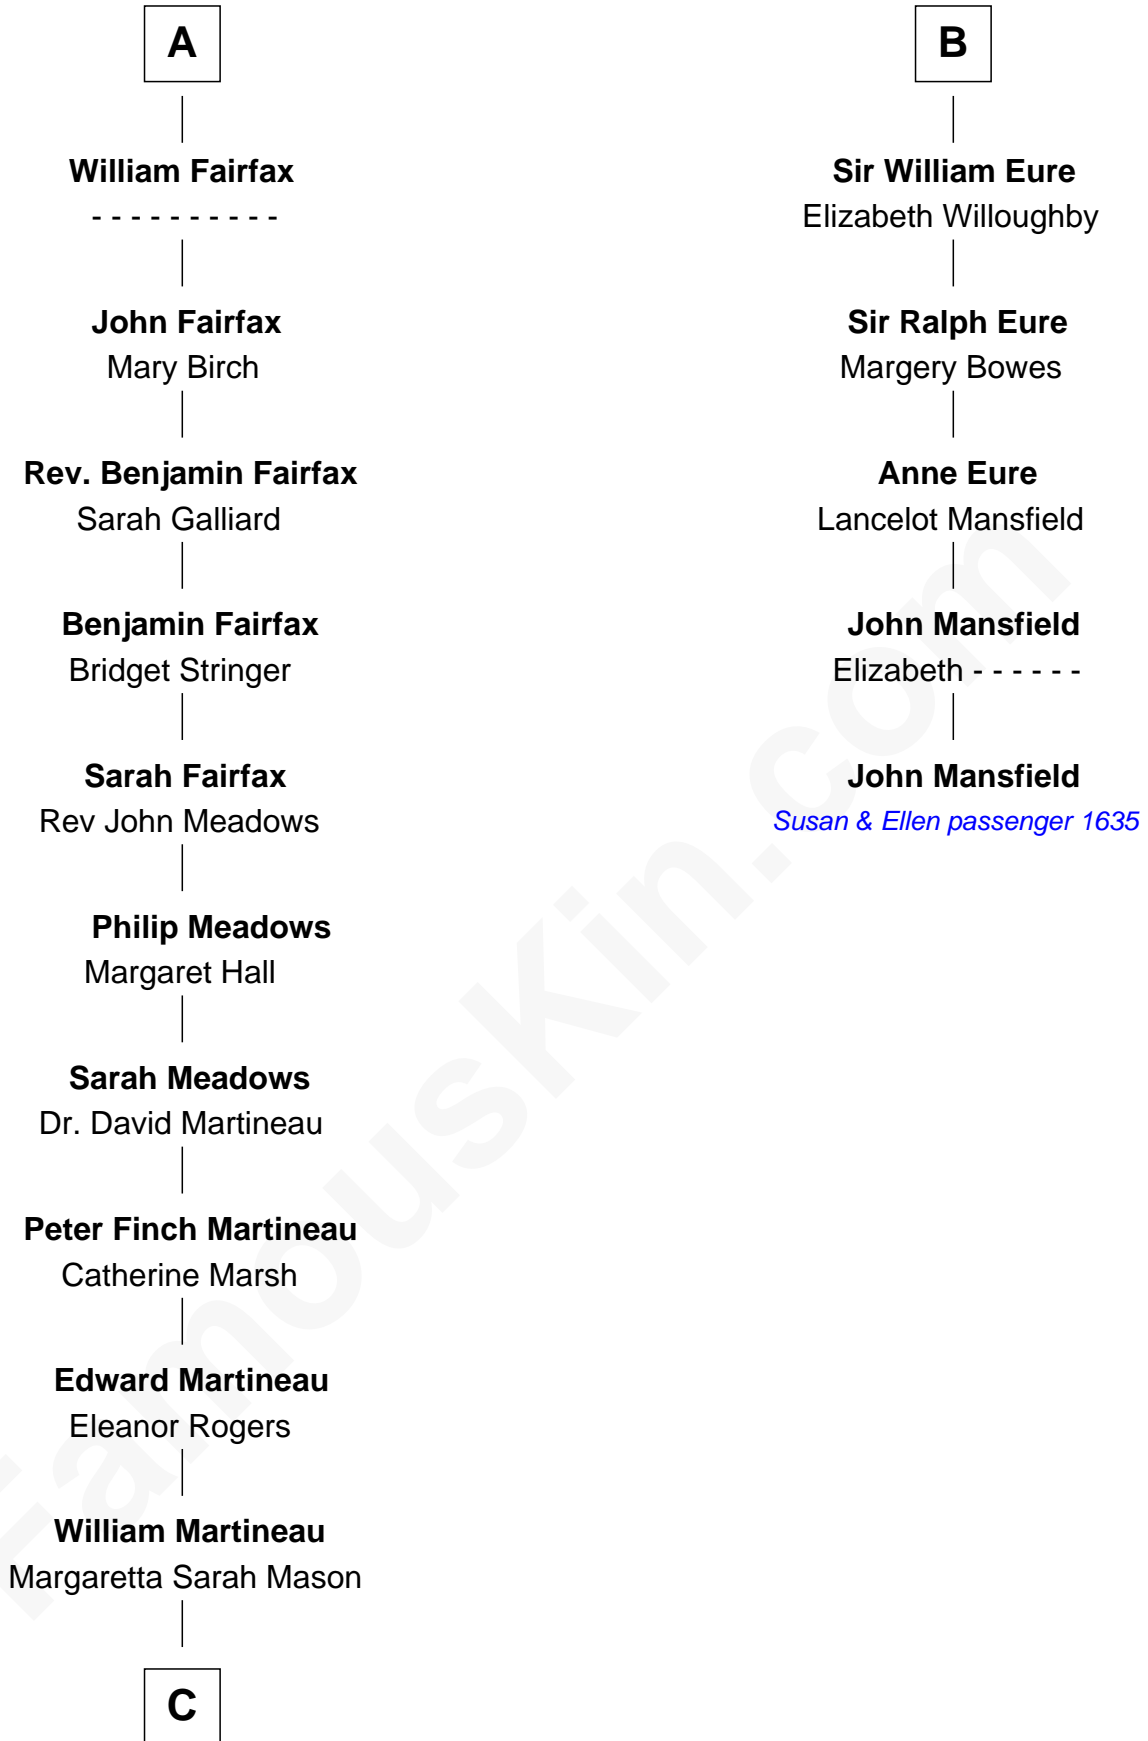 A
William Fairfax
- - - - - - - - - -
John Fairfax
Mary Birch
Rev. Benjamin Fairfax
Sarah Galliard
Benjamin Fairfax
Bridget Stringer
Sarah Fairfax
Rev John Meadows
Philip Meadows
Margaret Hall
Sarah Meadows
Dr. David Martineau
Peter Finch Martineau
Catherine Marsh
Edward Martineau
Eleanor Rogers
William Martineau
Margaretta Sarah Mason
C
B
Sir William Eure
Elizabeth Willoughby
Sir Ralph Eure
Margery Bowes
Anne Eure
Lancelot Mansfield
John Mansfield
Elizabeth - - - - - -
John Mansfield
Susan & Ellen passenger 1635
FamousKin.com